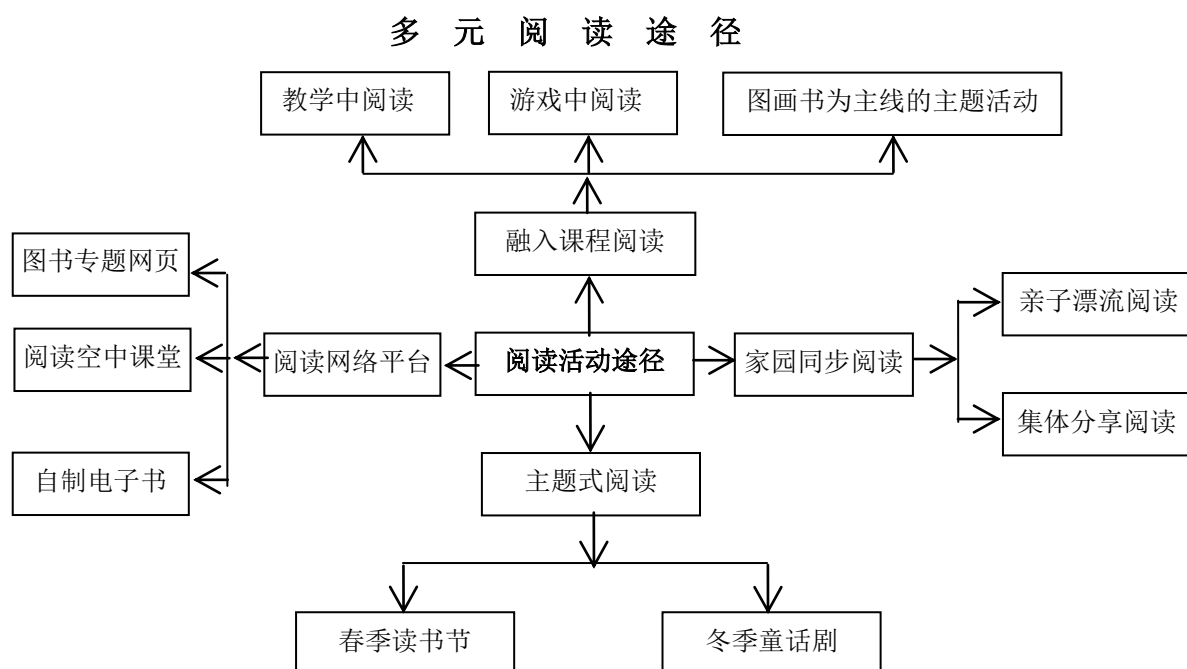 多元阅读途径
教学中阅读
游戏中阅读
图画书为主线的主题活动
融入课程阅读
图书专题网页
亲子漂流阅读
阅读空中课堂
阅读网络平台
阅读活动途径
家园同步阅读
集体分享阅读
自制电子书
主题式阅读
春季读书节
冬季童话剧